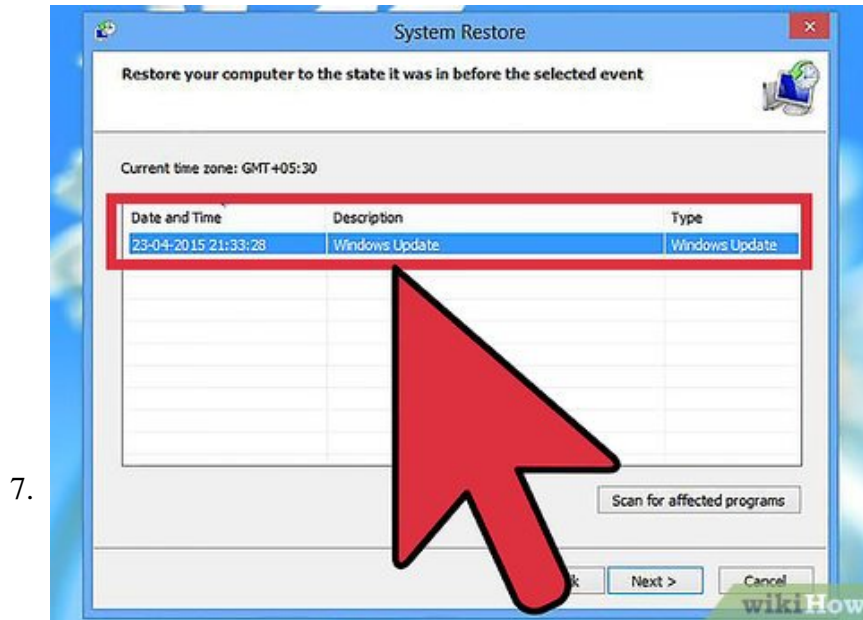 System Restore
Restore your computer to the state it was in before the selected event
Current time zone: GMT+05:30
Date and Time Description Type
23-04-2015 21:33:28 Windows Update Windows Update
7.
Scan for affected programs
k Next > Cancel
wikiHow